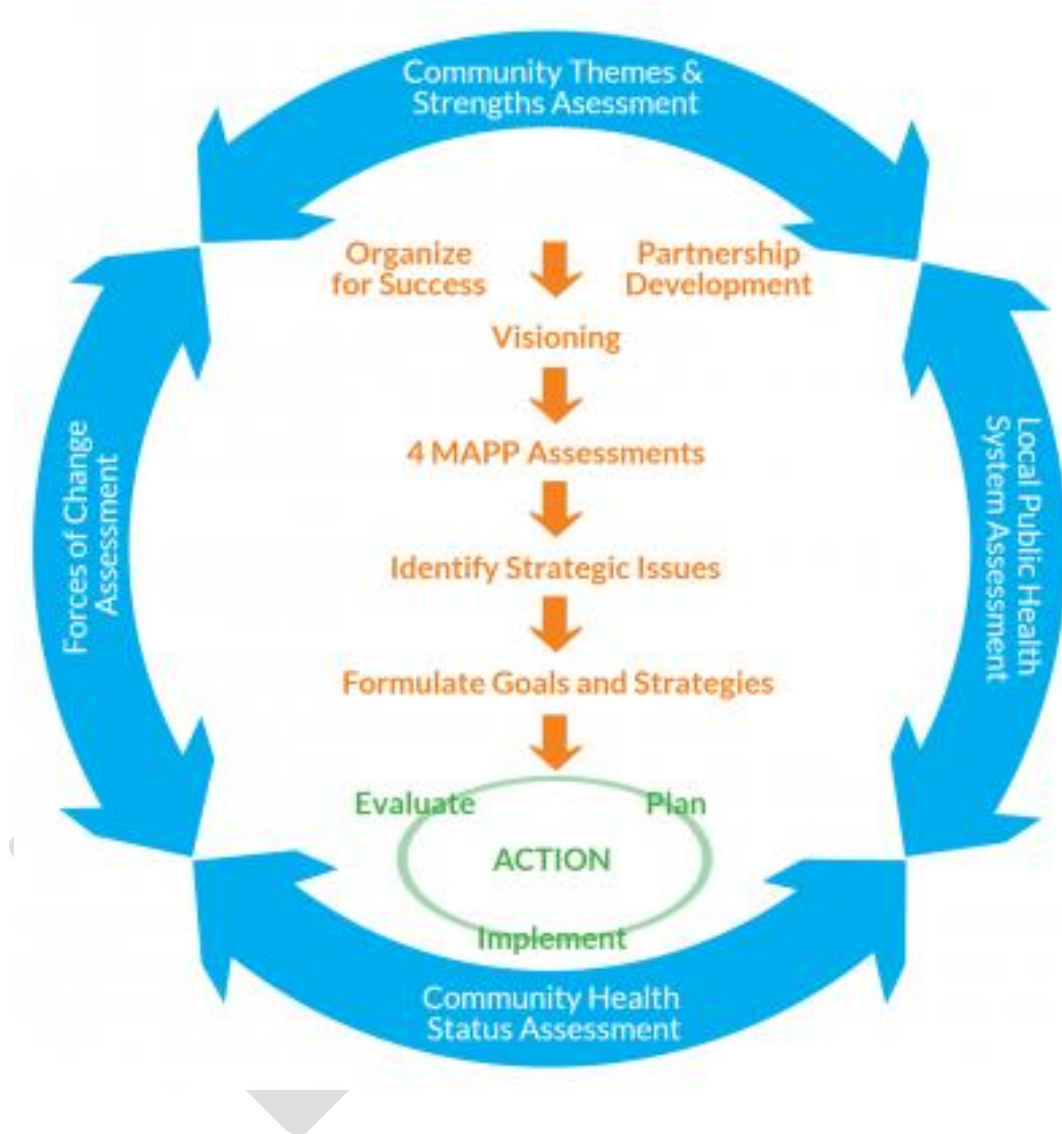 Community Themes &
Strengths Asessment
Organize
for Success
Partnership
Development
Visioning
4 MAPP Assessments
Identify Strategic Issues
Formulate Goals and Strategies
Evaluate
Plan
ACTION
Implement
Forces of Change
Assessment
Local Public Health
System Assessment
Community Health
Status Assessment